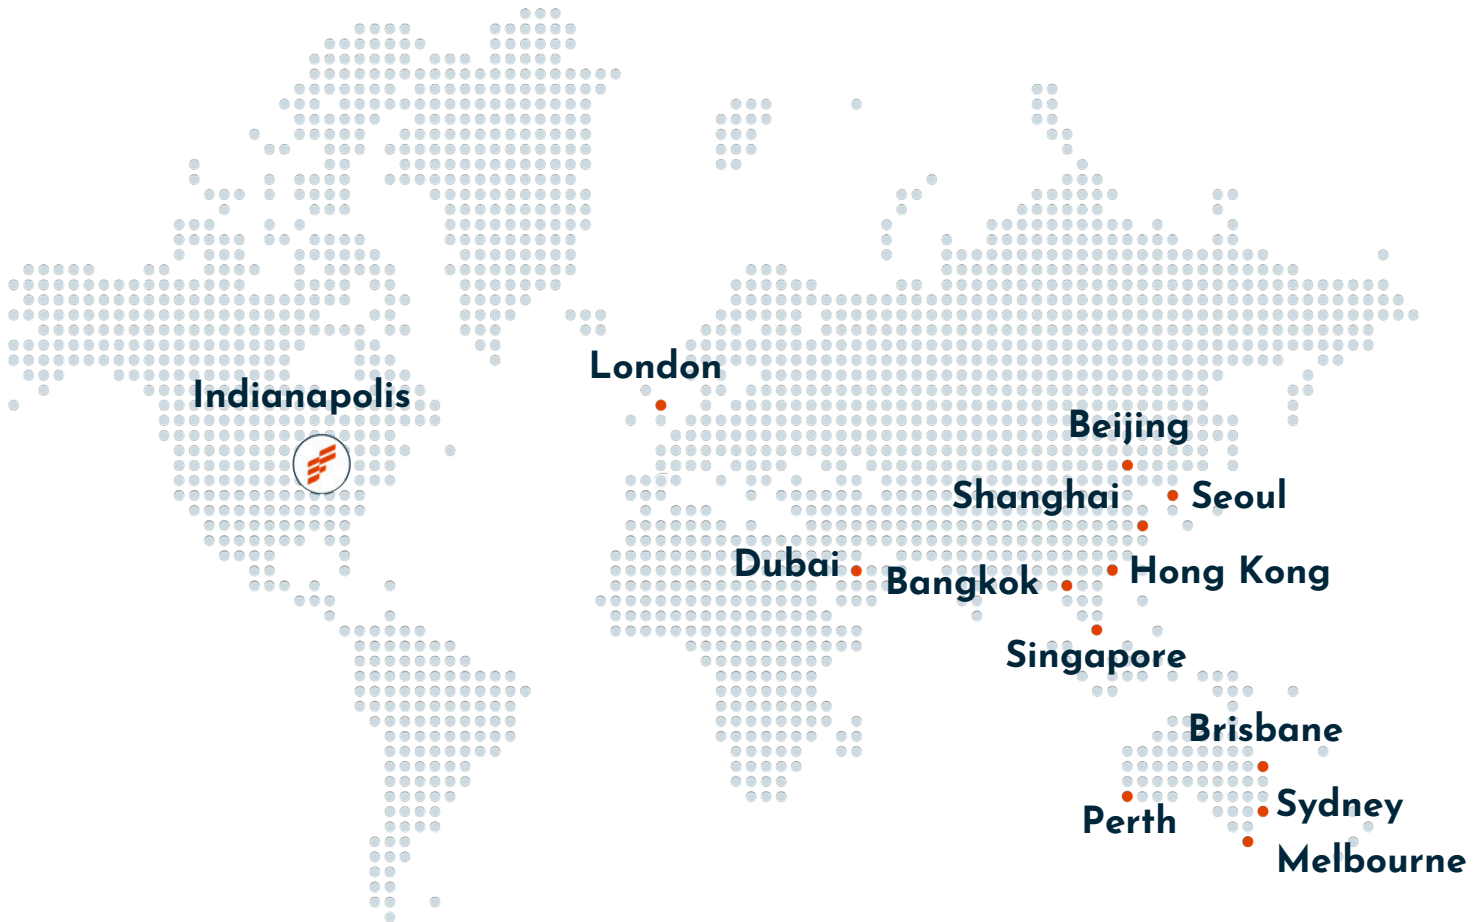 London
Indianapolis
Beijing
Shanghai
Seoul
Dubai
Bangkok
Hong Kong
Singapore
Brisbane
Sydney
Perth
Melbourne